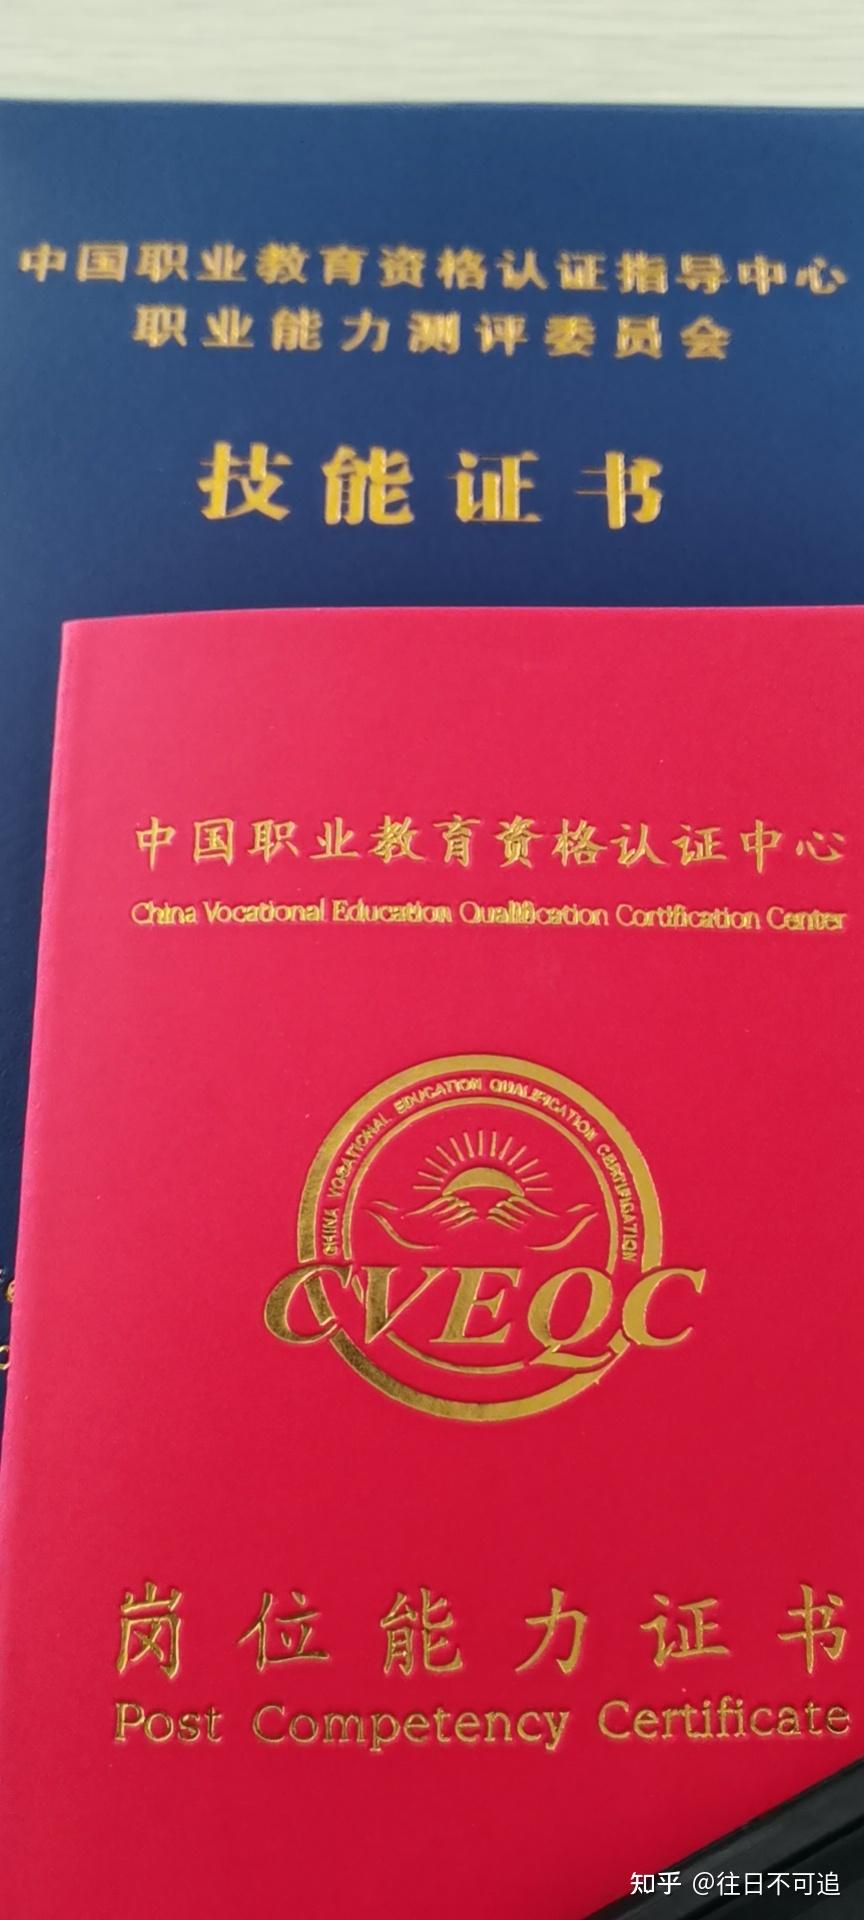 中国职业教育资格认证指导中心
职业能力测评委员会
技能证书
中国职业教育资格认证中心
China Vocational Education Qualification Cortification Center
CHINA VOCATIONAL EDUCATION QUALIFICATION CERTIFICATION
CVEQC
岗位能力证书
Post Competency Certificate
知乎 @往日不可追